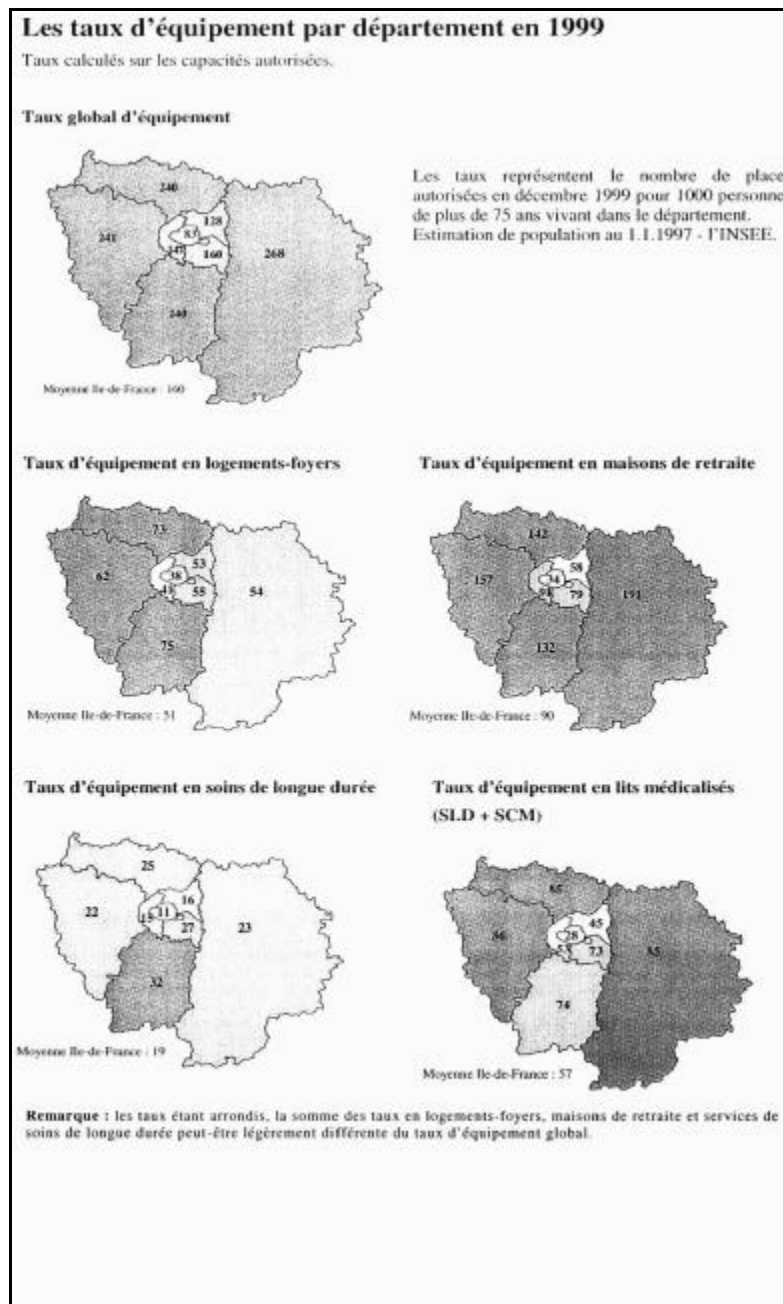 Les taux d'équipement par département en 1999
Taux calculés sur les capacités autorisées.
Taux global d'équipement
240
128
83
241
160
268
240
Moyenne Ile-de-France : 160
Les taux représentent le nombre de place
autorisées en décembre 1999 pour 1000 personne
de plus de 75 ans vivant dans le département.
Estimation de population au 1.1.1997 - l'INSEE.
Taux d'équipement en logements-foyers
73
53
62
38
55
54
75
Moyenne Ile-de-France : 51
Taux d'équipement en maisons de retraite
142
58
157
34
79
191
132
Moyenne Ile-de-France : 90
Taux d'équipement en soins de longue durée
25
16
22
11
15
27
23
32
Moyenne Ile-de-France : 19
Taux d'équipement en lits médicalisés
(SLD + SCM)
45
28
73
74
Moyenne Ile-de-France : 57
Remarque : les taux étant arrondis, la somme des taux en logements-foyers, maisons de retraite et services de
soins de longue durée peut-être légèrement différente du taux d'équipement global.